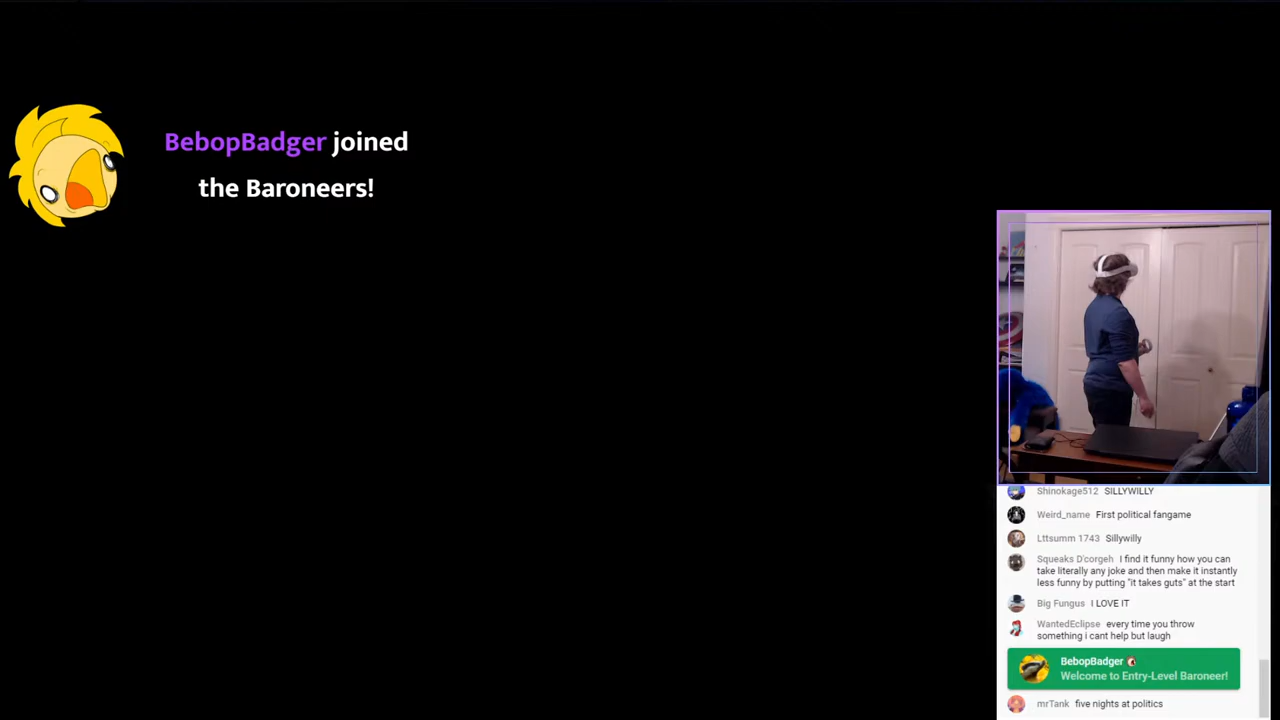 BebopBadger joined
the Baroneers!
Shinokage512 SILLYWILLY
Weird_name First political fangame
Lttsumm 1743 Sillywilly
Squeaks D'corgeh I find it funny how you can
take literally any joke and then make it instantly
less funny by putting "it takes guts" at the start
Big Fungus I LOVE IT
WantedEclipse every time you throw
something i cant help but laugh
BebopBadger
Welcome to Entry-Level Baroneer!
mrTank five nights at politics